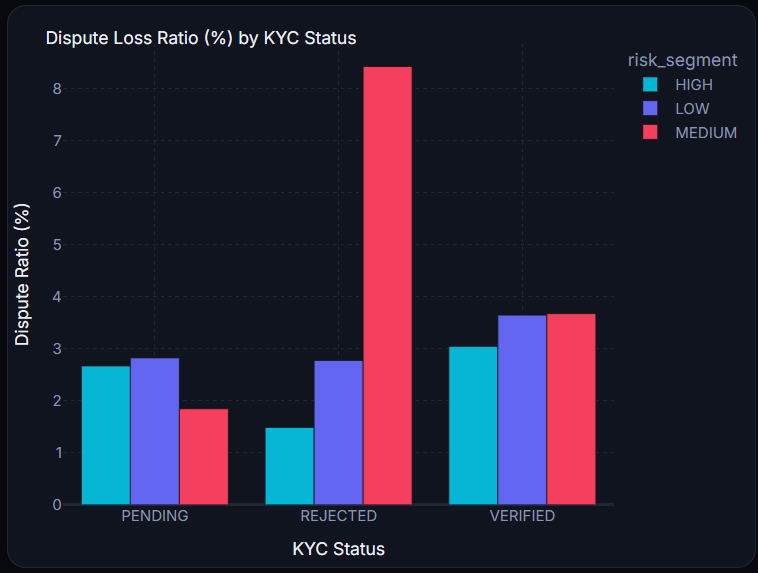 Dispute Loss Ratio (%) by KYC Status
risk_segment
HIGH
LOW
MEDIUM
Dispute Ratio (%)
8
7
6
5
4
3
2
1
0
PENDING
REJECTED
VERIFIED
KYC Status